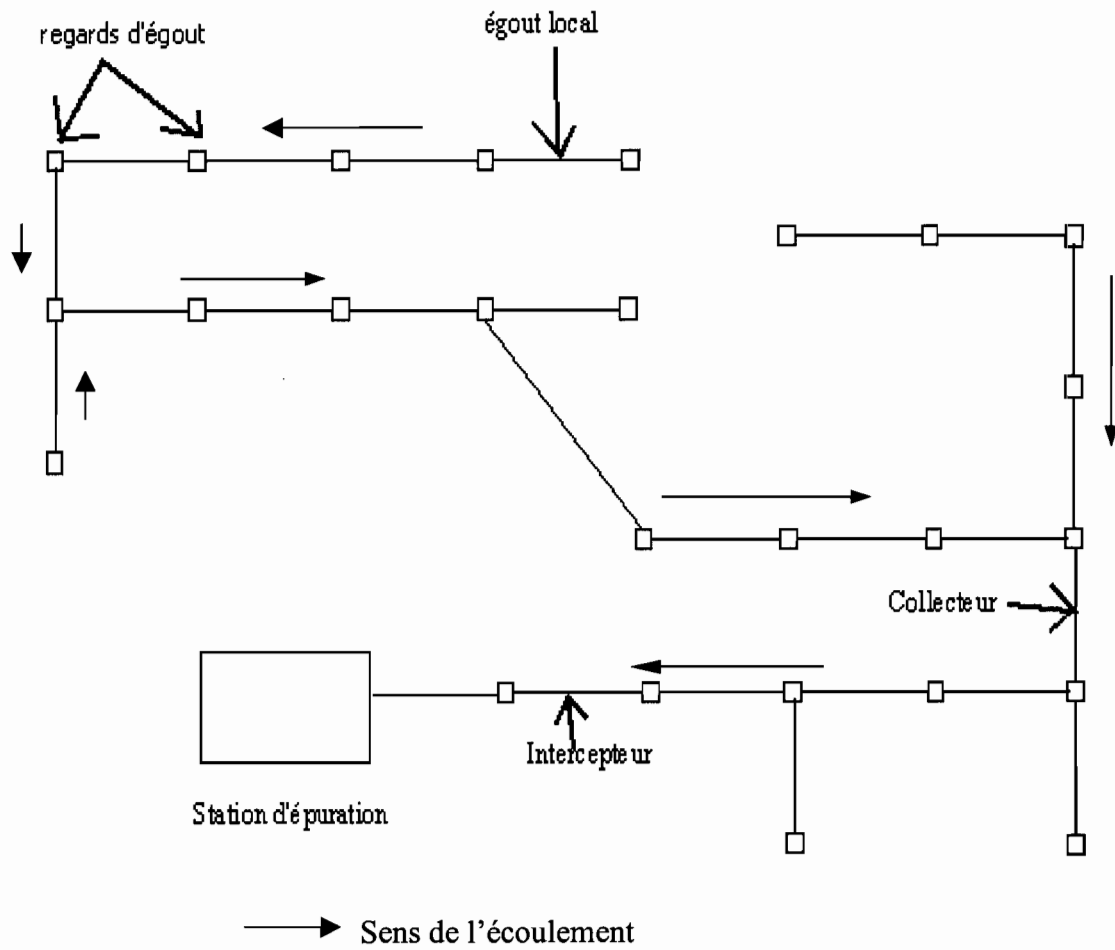 regards d'égout
égout local
Collecteur
Intercepteur
Station d'épuration
Sens de l'écoulement